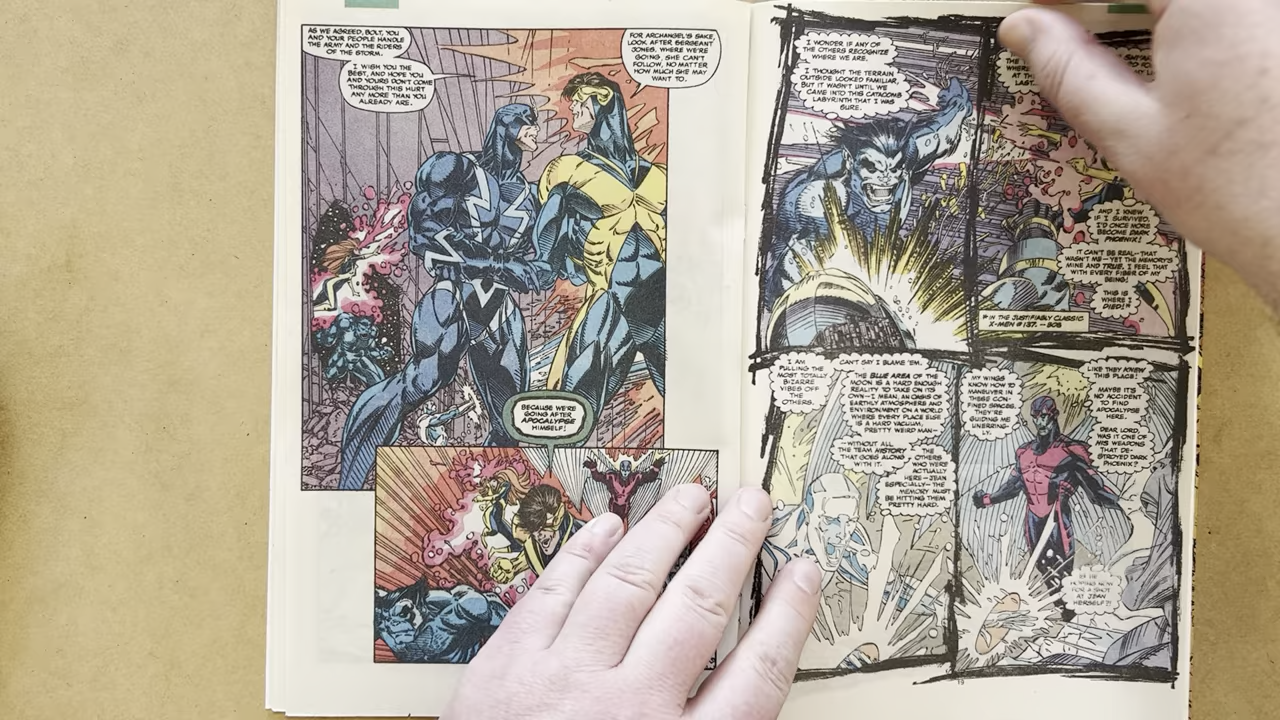 AS WE AGREED, BOLT, YOU
AND YOUR PEOPLE HANDLE
THE ARMY AND THE RIDERS
OF THE STORM.
I WISH YOU THE
BEST, AND HOPE YOU
AND YOURS DON'T COME
THROUGH THIS HURT
ANY MORE THAN YOU
ALREADY ARE.
FOR ARCHANGEL'S SAKE,
LOOK AFTER SERGEANT
JONES. WHERE WE'RE
GOING, SHE CAN'T
FOLLOW, NO MATTER
HOW MUCH SHE MAY
WANT TO.
BECAUSE WE'RE
GOING AFTER
APOCALYPSE
HIMSELF!
I WONDER IF ANY OF
THE OTHERS RECOGNIZE
WHERE WE ARE.
I THOUGHT THE TERRAIN
OUTSIDE LOOKED FAMILIAR,
BUT IT WASN'T UNTIL WE
CAME INTO THIS CATACOMB
LABYRINTH THAT I WAS
SURE.
LAST.
AND I KNEW
IF I SURVIVED,
I'D ONCE MORE
BECOME DARK
PHOENIX!
IT CAN'T BE REAL--THAT
WASN'T ME--YET THE MEMORY'S
MINE AND TRUE. I FEEL THAT
WITH EVERY FIBER OF MY
BEING!
THIS IS
WHERE I
DIED!*
*IN THE JUSTIFIABLY CLASSIC
X-MEN #137. --BOB
I AM
PULLING THE
MOST TOTALLY
BIZARRE
VIBES OFF
THE
OTHERS.
CAN'T SAY I BLAME 'EM.
THE BLUE AREA OF THE
MOON IS A HARD ENOUGH
REALITY TO TAKE ON ITS
OWN--I MEAN, AN OASIS OF
EARTHLY ATMOSPHERE AND
ENVIRONMENT ON A WORLD
WHERE EVERY PLACE ELSE
IS A HARD VACUUM,
PRETTY WEIRD MAN--
--WITHOUT ALL
THE TEAM HISTORY
THAT GOES ALONG
WITH IT.
THE
OTHERS
WHO WERE
ACTUALLY
HERE--JEAN
ESPECIALLY--THE
MEMORY MUST
BE HITTING THEM
PRETTY HARD.
MY WINGS
KNOW HOW TO
MANEUVER IN
THESE CON-
FINED SPACES.
THEY'RE
GUIDING ME
UNERRING-
LY.
LIKE THEY KNEW
THIS PLACE!
MAYBE IT'S
NO ACCIDENT
TO FIND
APOCALYPSE
HERE.
DEAR LORD,
WAS IT ONE OF
HIS WEAPONS
THAT DE-
STROYED DARK
PHOENIX?
IS HE
HOPING NOW
FOR A SHOT
AT JEAN
HERSELF?!